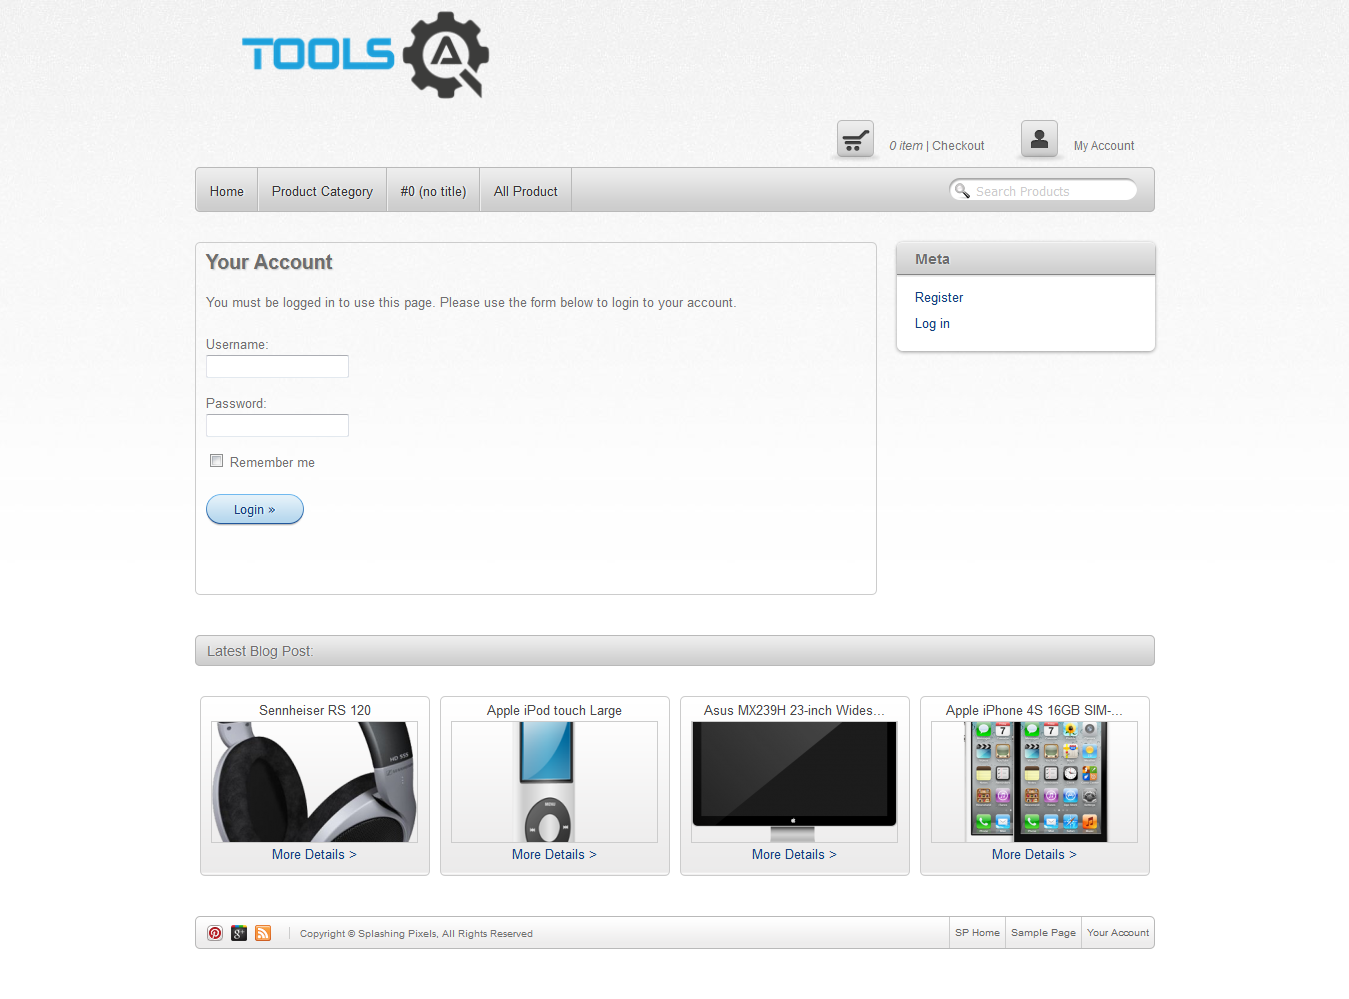 TOOLS QA
0 item | Checkout
My Account
Home
Product Category
#0 (no title)
All Product
Search Products
Your Account
You must be logged in to use this page. Please use the form below to login to your account.
Username:
Password:
Remember me
Login »
Meta
Register
Log in
Latest Blog Post:
Sennheiser RS 120
HD 555
More Details >
Apple iPod touch Large
MENU
More Details >
Asus MX239H 23-inch Wides...
More Details >
Apple iPhone 4S 16GB SIM-...
More Details >
Copyright © Splashing Pixels, All Rights Reserved
SP Home
Sample Page
Your Account